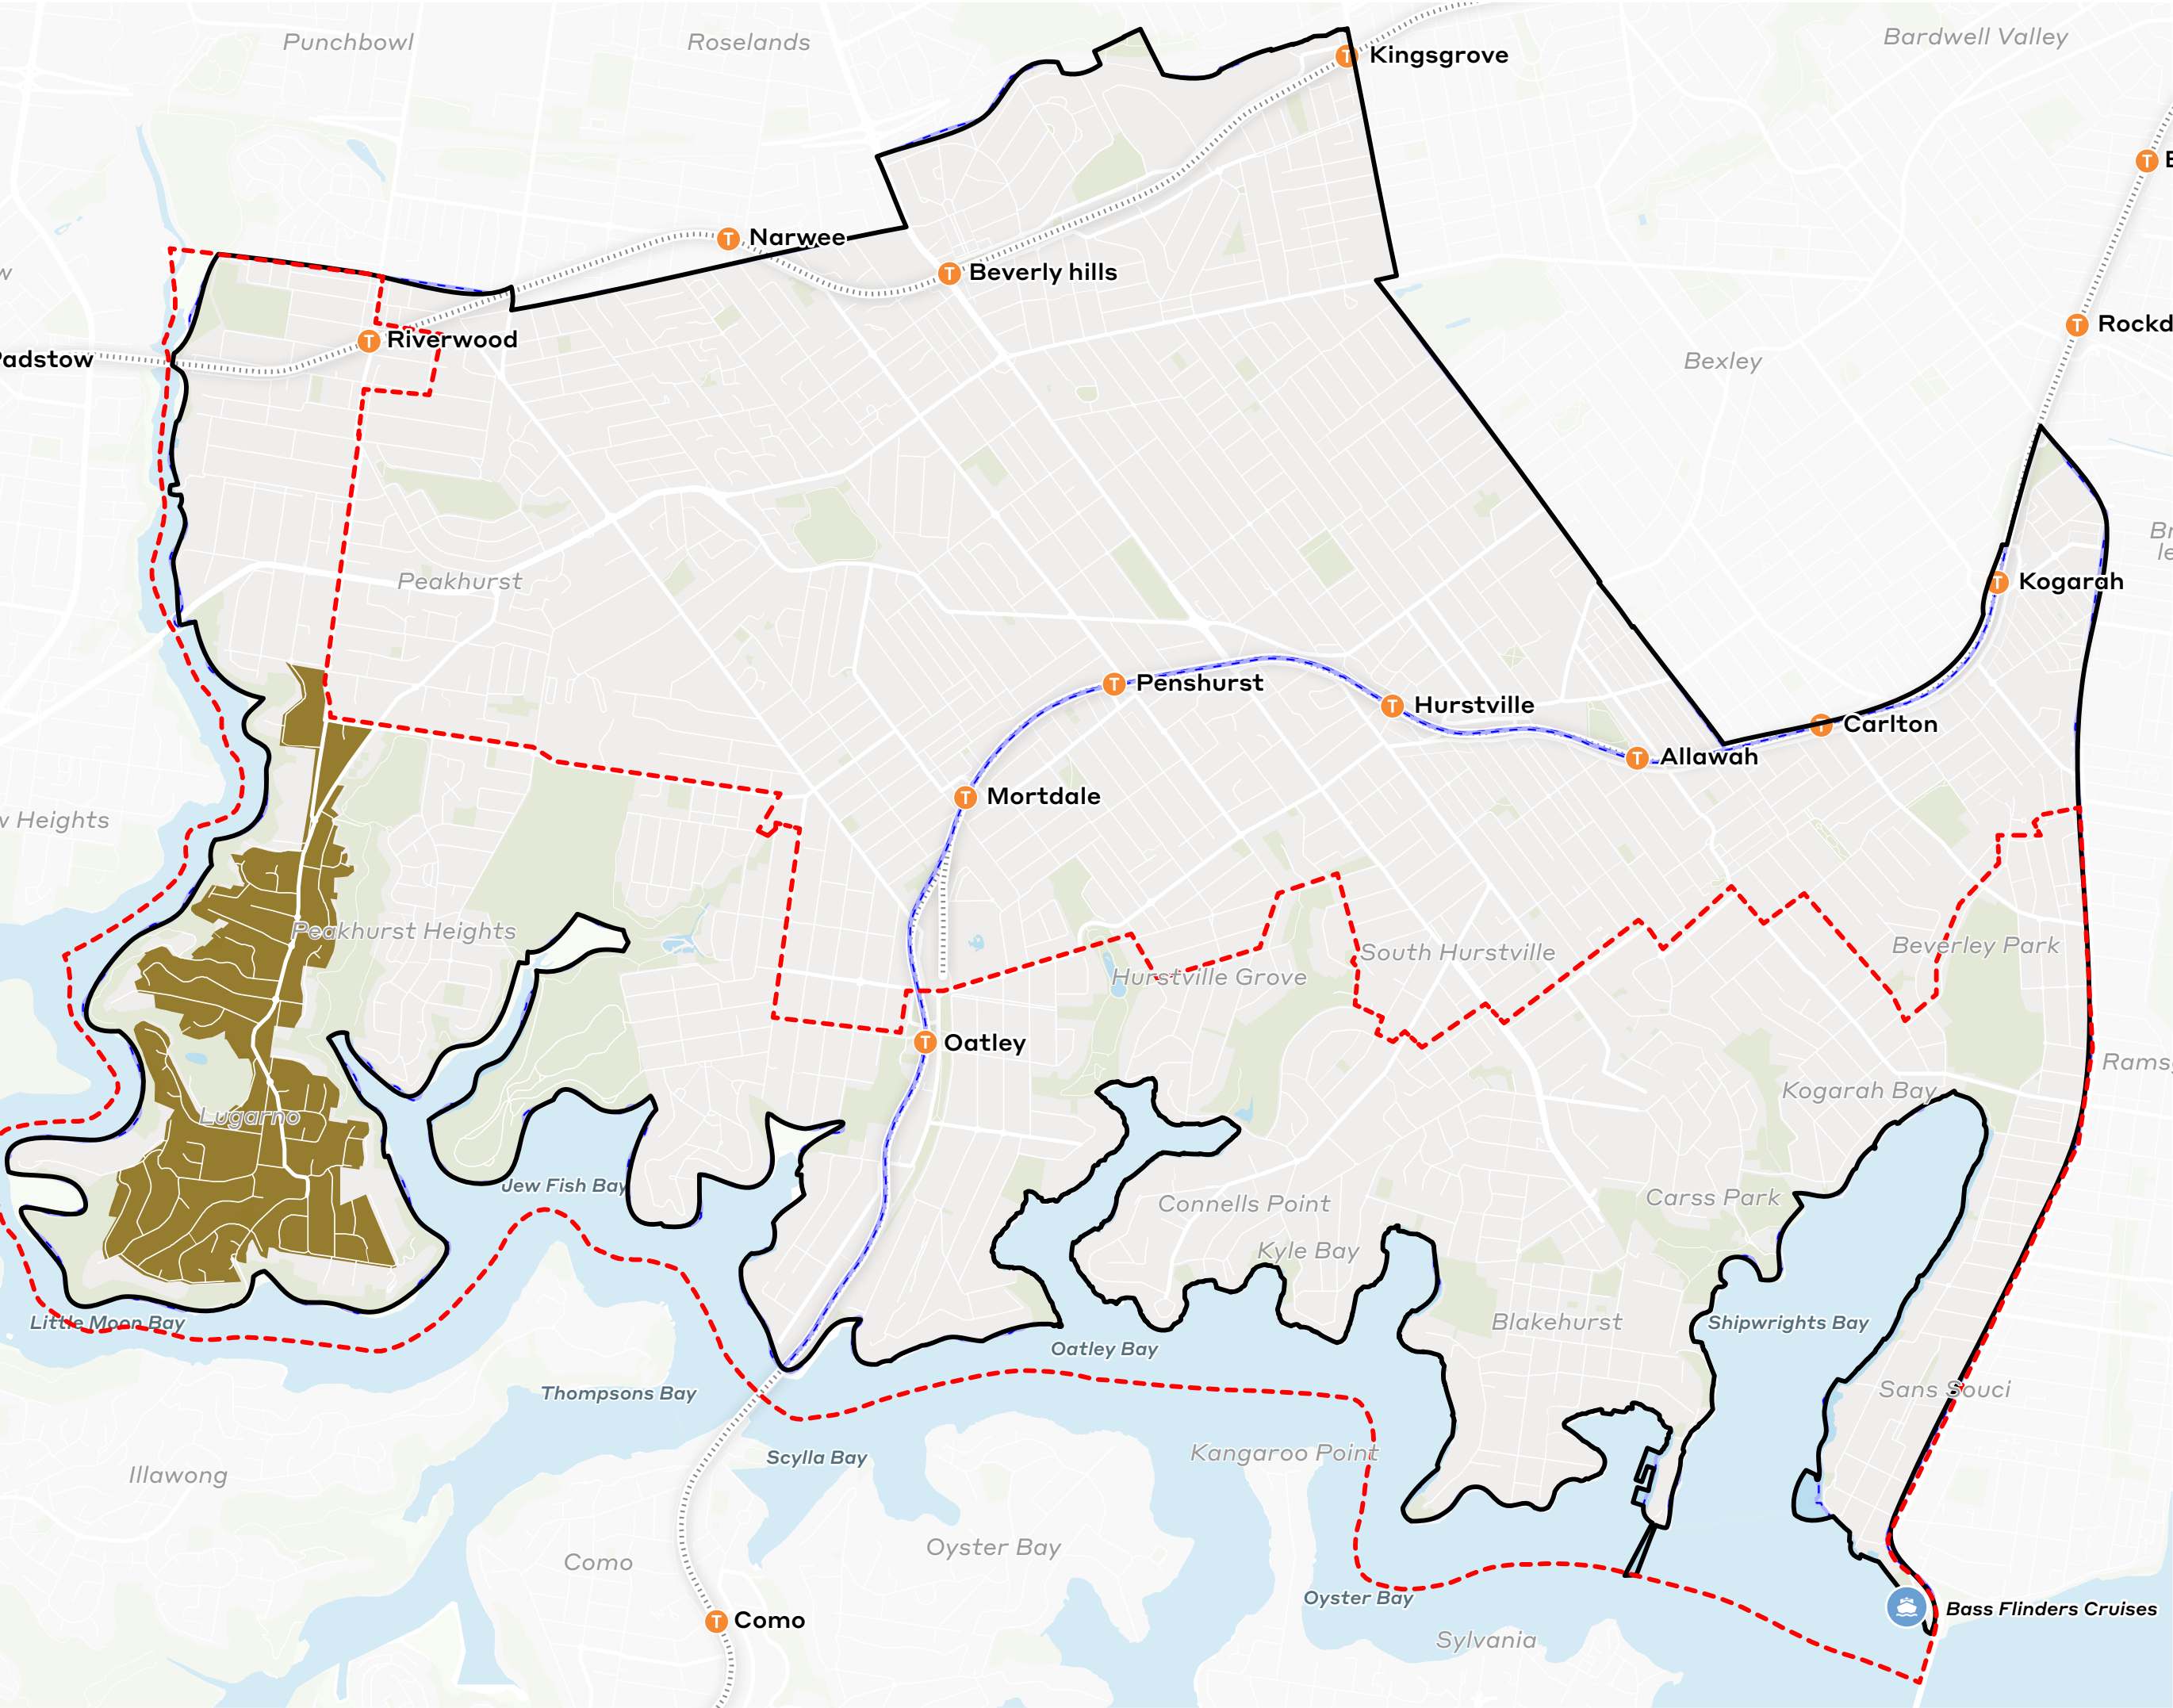 Punchbowl
Roselands
Bardwell Valley
Kingsgrove
Narwee
Beverly hills
Riverwood
Padstow
Rockd
Bexley
Peakhurst
Kogarah
Penshurst
Hurstville
Carlton
Allawah
Mortdale
Heights
Peakhurst Heights
South Hurstville
Beverley Park
Hurstville Grove
Oatley
Ramsg
Kogarah Bay
Lugarno
Jew Fish Bay
Connells Point
Carss Park
Kyle Bay
Little Moon Bay
Blakehurst
Shipwrights Bay
Oatley Bay
Thompsons Bay
Sans Souci
Scylla Bay
Kangaroo Point
Illawong
Como
Oyster Bay
Oyster Bay
Como
Sylvania
Bass Flinders Cruises